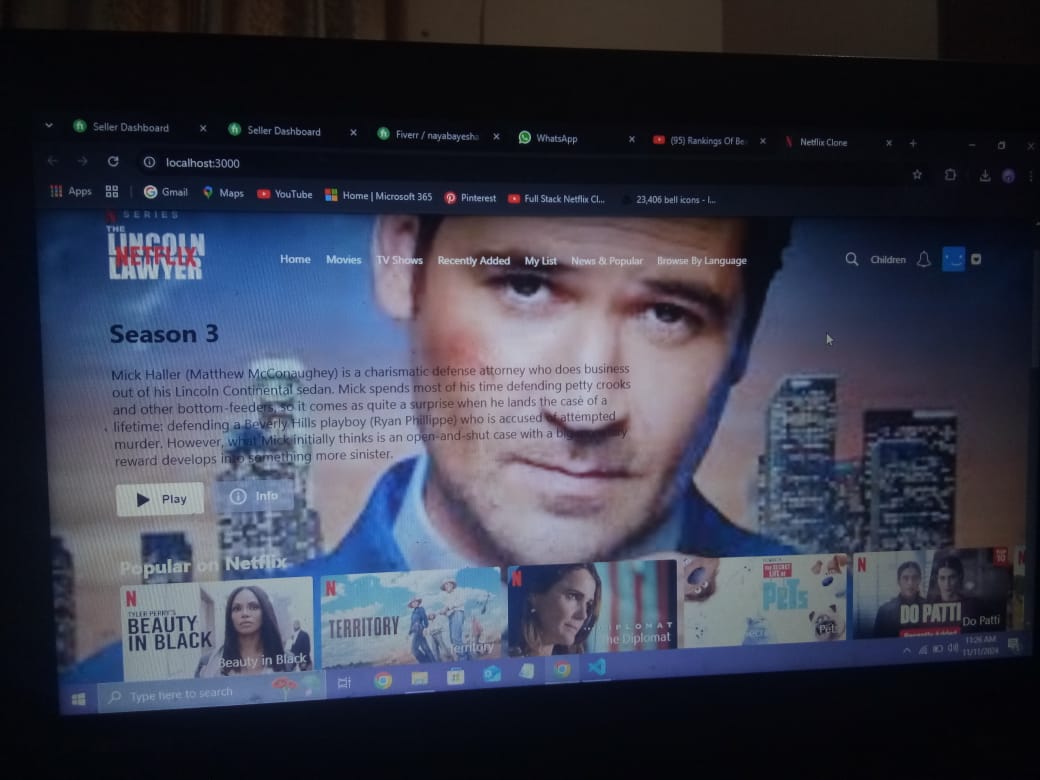 Seller Dashboard
Seller Dashboard
Fiverr / nayabayesha
WhatsApp
(95) Rankings Of Be
Netflix Clone
localhost:3000
Apps
Gmail
Maps
YouTube
Home | Microsoft 365
Pinterest
Full Stack Netflix Cl...
23,406 bell icons - I...
SERIES
THE
LINCOLN
NETFLIX
LAWYER
Home Movies TV Shows Recently Added My List News & Popular Browse By Language
Children
Season 3
Mick Haller (Matthew McConaughey) is a charismatic defense attorney who does business
out of his Lincoln Continental sedan. Mick spends most of his time defending petty crooks
and other bottom-feeders, so it comes as quite a surprise when he lands the case of a
lifetime: defending a Beverly Hills playboy (Ryan Phillippe) who is accused of attempted
murder. However, what Mick initially thinks is an open-and-shut case with a big
reward develops into something more sinister.
Play
Info
Popular on Netflix
N
TYLER PERRY'S
BEAUTY
IN BLACK
Beauty in Black
N
TERRITORY
Territory
N
DIPLOMAT
The Diplomat
THE SECRET
LIFE OF
PETS
Pets
N
TOP
10
DO PATTI
Do Patti
Recently Added
Type here to search
11:26 AM
11/11/2024